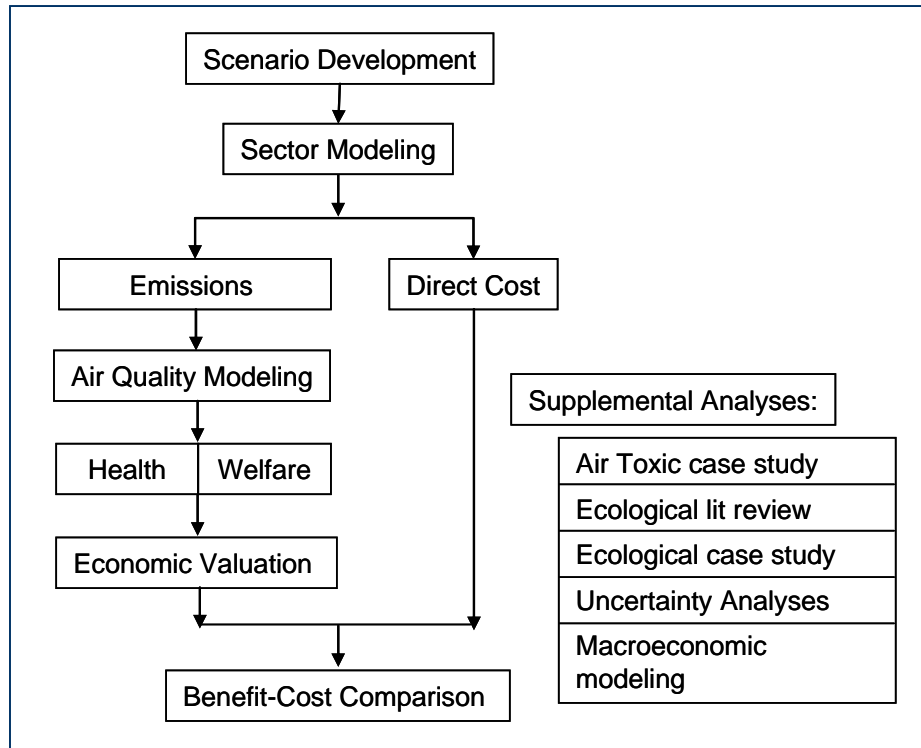 Scenario Development
Sector Modeling
Emissions
Direct Cost
Air Quality Modeling
Health
Welfare
Economic Valuation
Benefit-Cost Comparison
Supplemental Analyses:
Air Toxic case study
Ecological lit review
Ecological case study
Uncertainty Analyses
Macroeconomic
modeling